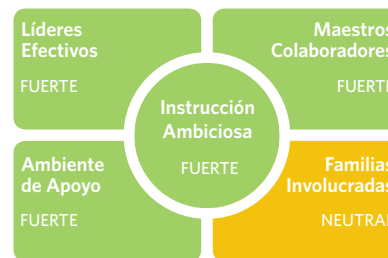 Líderes
Efectivos
FUERTE
Maestros
Colaboradores
FUERTE
Instrucción
Ambiciosa
FUERTE
Ambiente
de Apoyo
FUERTE
Familias
Involucradas
NEUTRAL